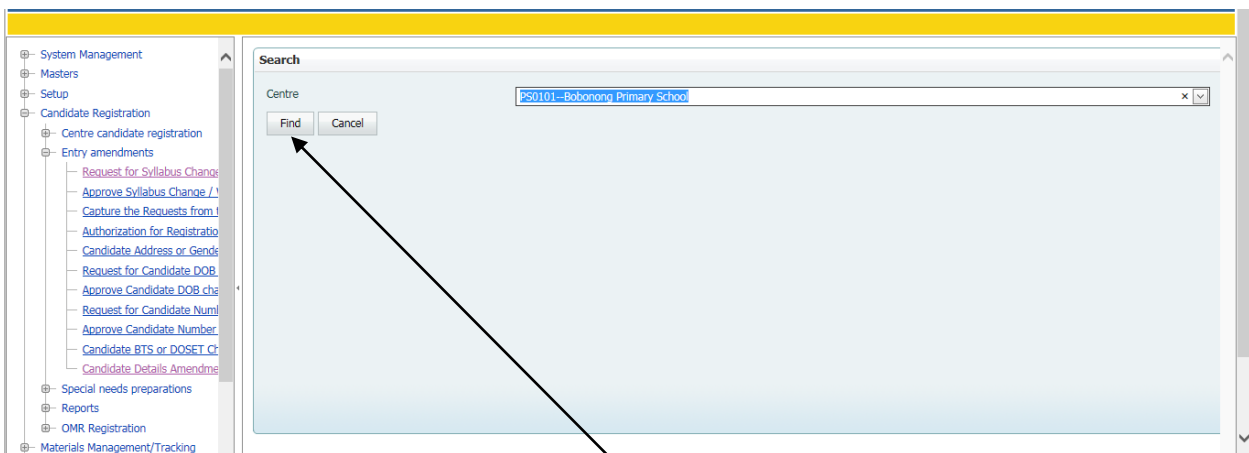 System Management
Masters
Setup
Candidate Registration
Centre candidate registration
Entry amendments
Request for Syllabus Change
Approve Syllabus Change /
Capture the Requests from
Authorization for Registratio
Candidate Address or Gende
Request for Candidate DOB
Approve Candidate DOB cha
Request for Candidate Num
Approve Candidate Number
Candidate BTS or DOSET Ch
Candidate Details Amendme
Special needs preparations
Reports
OMR Registration
Materials Management/Tracking
Search
Centre PS0101--Bobonong Primary School
Find Cancel